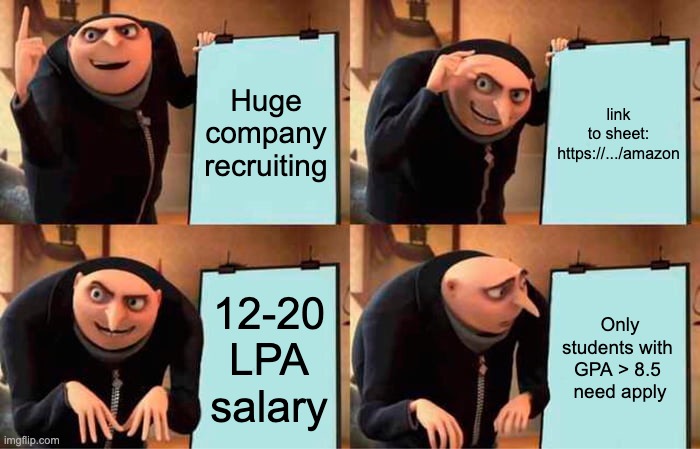 Huge
company
recruiting
link
to sheet:
https://.../amazon
12-20
LPA
salary
Only
students with
GPA > 8.5
need apply
imgflip.com